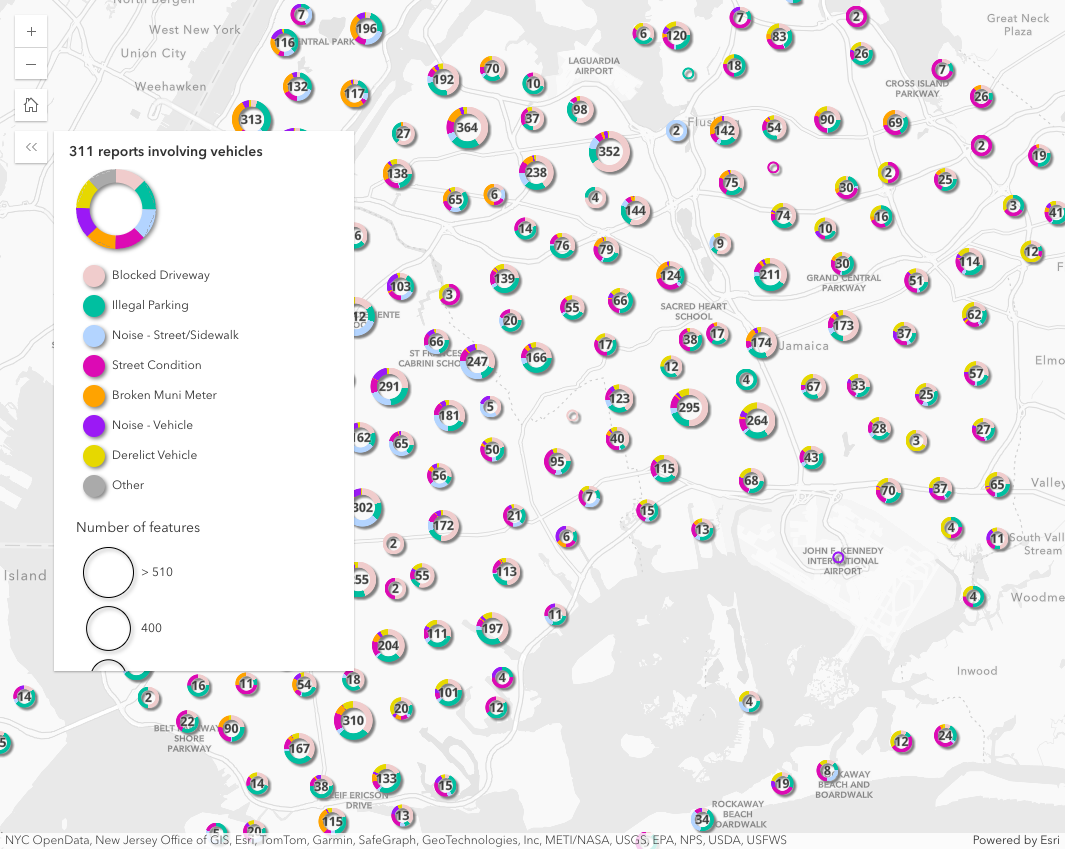 North Bergen
West New York
Union City
Weehawken
CENTRAL PARK
Great Neck
Plaza
LAGUARDIA
AIRPORT
CROSS ISLAND
PARKWAY
7
196
116
132
117
313
192
70
10
6
120
7
83
2
26
18
7
26
27
364
37
98
352
2
142
54
90
69
2
19
138
65
6
238
4
144
75
30
2
25
3
41
14
76
79
9
74
10
16
12
6
103
3
139
20
55
66
124
211
30
51
114
GRAND CENTRAL
PARKWAY
SACRED HEART
SCHOOL
Jamaica
62
37
173
174
17
38
17
166
247
66
12
ST FRANCES
CABRINI SCHO
291
181
5
123
295
12
4
264
67
33
25
57
Elmo
62
65
50
40
43
28
3
27
56
95
115
68
70
37
65
Valley
302
172
21
7
15
13
4
11
South Vall
Stream
2
6
JOHN F. KENNEDY
INTERNATIONAL
AIRPORT
55
2
55
113
4
Woodme
204
111
197
11
Inwood
Island
14
5
2
16
11
54
18
101
4
12
4
22
90
310
20
12
24
BELT PARKWAY
SHORE
PARKWAY
167
14
38
133
15
19
8
LEIF ERICSON
DRIVE
ROCKAWAY
BEACH AND
BOARDWALK
5
20
115
13
34
ROCKAWAY
BEACH
BOARDWALK
311 reports involving vehicles
Blocked Driveway
Illegal Parking
Noise - Street/Sidewalk
Street Condition
Broken Muni Meter
Noise - Vehicle
Derelict Vehicle
Other
Number of features
> 510
400
NYC OpenData, New Jersey Office of GIS, Esri, TomTom, Garmin, SafeGraph, GeoTechnologies, Inc, METI/NASA, USGS, EPA, NPS, USDA, USFWS
Powered by Esri